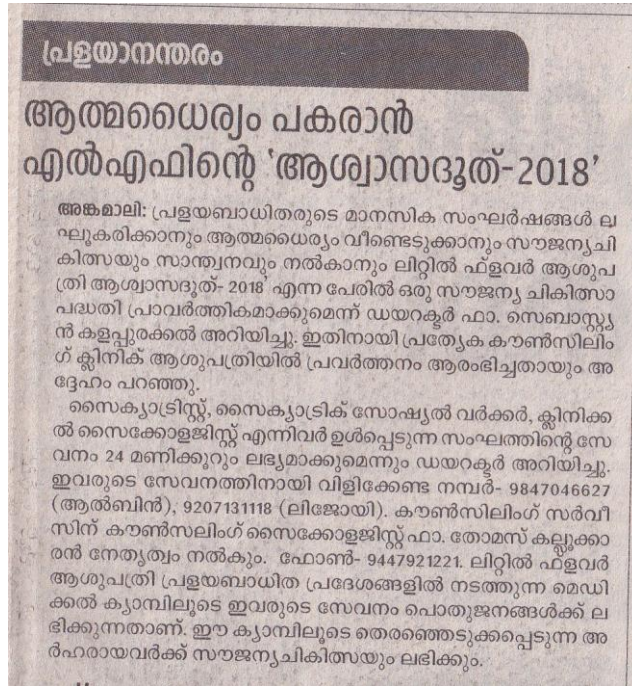 പ്രളയാനന്തരം
ആത്മധൈര്യം പകരാൻ
എൽഎഫിന്റെ 'ആശ്വാസദൂത്-2018'
അങ്കമാലി: പ്രളയബാധിതരുടെ മാനസിക സംഘർഷങ്ങൾ ല
ഘൂകരിക്കാനും ആത്മധൈര്യം വീണ്ടെടുക്കാനും സൗജന്യചി
കിത്സയും സാന്ത്വനവും നൽകാനും ലിറ്റിൽ ഫ്ളവർ ആശുപ
ത്രി ആശ്വാസദൂത്- 2018' എന്ന പേരിൽ ഒരു സൗജന്യ ചികിത്സാ
പദ്ധതി പ്രാവർത്തികമാക്കുമെന്ന് ഡയറക്ടർ ഫാ. സെബാസ്റ്റ്യ
ൻ കളപ്പുരക്കൽ അറിയിച്ചു. ഇതിനായി പ്രത്യേക കൗൺസിലിം
ഗ് ക്ലിനിക് ആശുപത്രിയിൽ പ്രവർത്തനം ആരംഭിച്ചതായും അ
ദ്ദേഹം പറഞ്ഞു.
സൈക്യാട്രിസ്റ്റ്, സൈക്യാട്രിക് സോഷ്യൽ വർക്കർ, ക്ലിനിക്ക
ൽ സൈക്കോളജിസ്റ്റ് എന്നിവർ ഉൾപ്പെടുന്ന സംഘത്തിന്റെ സേ
വനം 24 മണിക്കൂറും ലഭ്യമാക്കുമെന്നും ഡയറക്ടർ അറിയിച്ചു.
ഇവരുടെ സേവനത്തിനായി വിളിക്കേണ്ട നമ്പർ- 9847046627
(ആൽബിൻ), 9207131118 (ലിജോയി). കൗൺസിലിംഗ് സർവീ
സിന് കൗൺസലിംഗ് സൈക്കോളജിസ്റ്റ് ഫാ. തോമസ് കല്ലൂക്കാ
രൻ നേതൃത്വം നൽകും. ഫോൺ- 9447921221. ലിറ്റിൽ ഫ്ളവർ
ആശുപത്രി പ്രളയബാധിത പ്രദേശങ്ങളിൽ നടത്തുന്ന മെഡി
ക്കൽ ക്യാമ്പിലൂടെ ഇവരുടെ സേവനം പൊതുജനങ്ങൾക്ക് ല
ഭിക്കുന്നതാണ്. ഈ ക്യാമ്പിലൂടെ തെരഞ്ഞെടുക്കപ്പെടുന്ന അ
ർഹരായവർക്ക് സൗജന്യചികിത്സയും ലഭിക്കും.